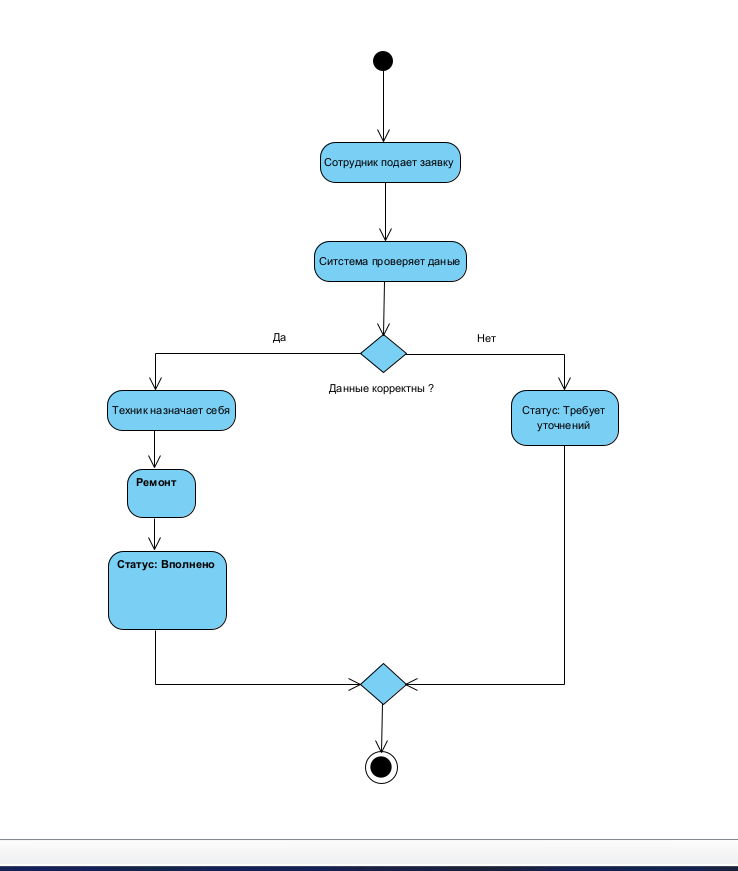 Сотрудник подает заявку
Ситстема проверяет даные
Да
Нет
Данные корректны ?
Техник назначает себя
Статус: Требует
уточнений
Ремонт
Статус: Вполнено